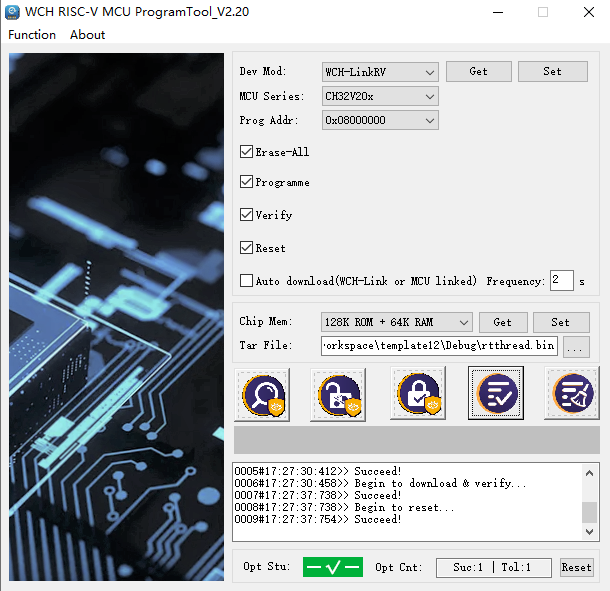 WCH RISC-V MCU ProgramTool_V2.20
Function About
Dev Mod: WCH-LinkRV Get Set
MCU Series: CH32V20x
Prog Addr: 0x08000000
Erase-All
Programme
Verify
Reset
Auto download(WCH-Link or MCU linked) Frequency: 2 s
Chip Mem: 128K ROM + 64K RAM Get Set
Tar File: orkspace\template12\Debug\rtthread.bin ...
0005#17:27:30:412>> Succeed!
0006#17:27:30:458>> Begin to download & verify...
0007#17:27:37:738>> Succeed!
0008#17:27:37:738>> Begin to reset...
0009#17:27:37:754>> Succeed!
Opt Stu: Opt Cnt: Suc:1 | Tol:1 Reset